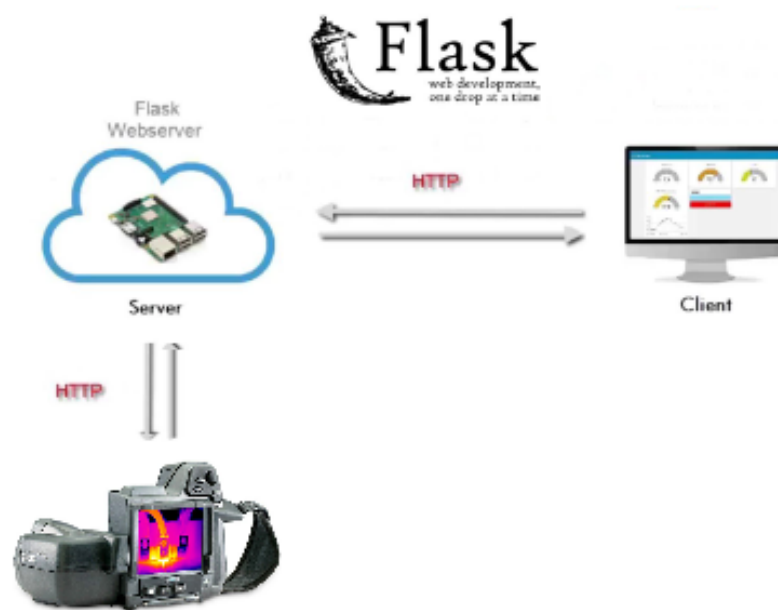 Flask
web development,
one drop at a time
Flask
Webserver
HTTP
Server
Client
HTTP